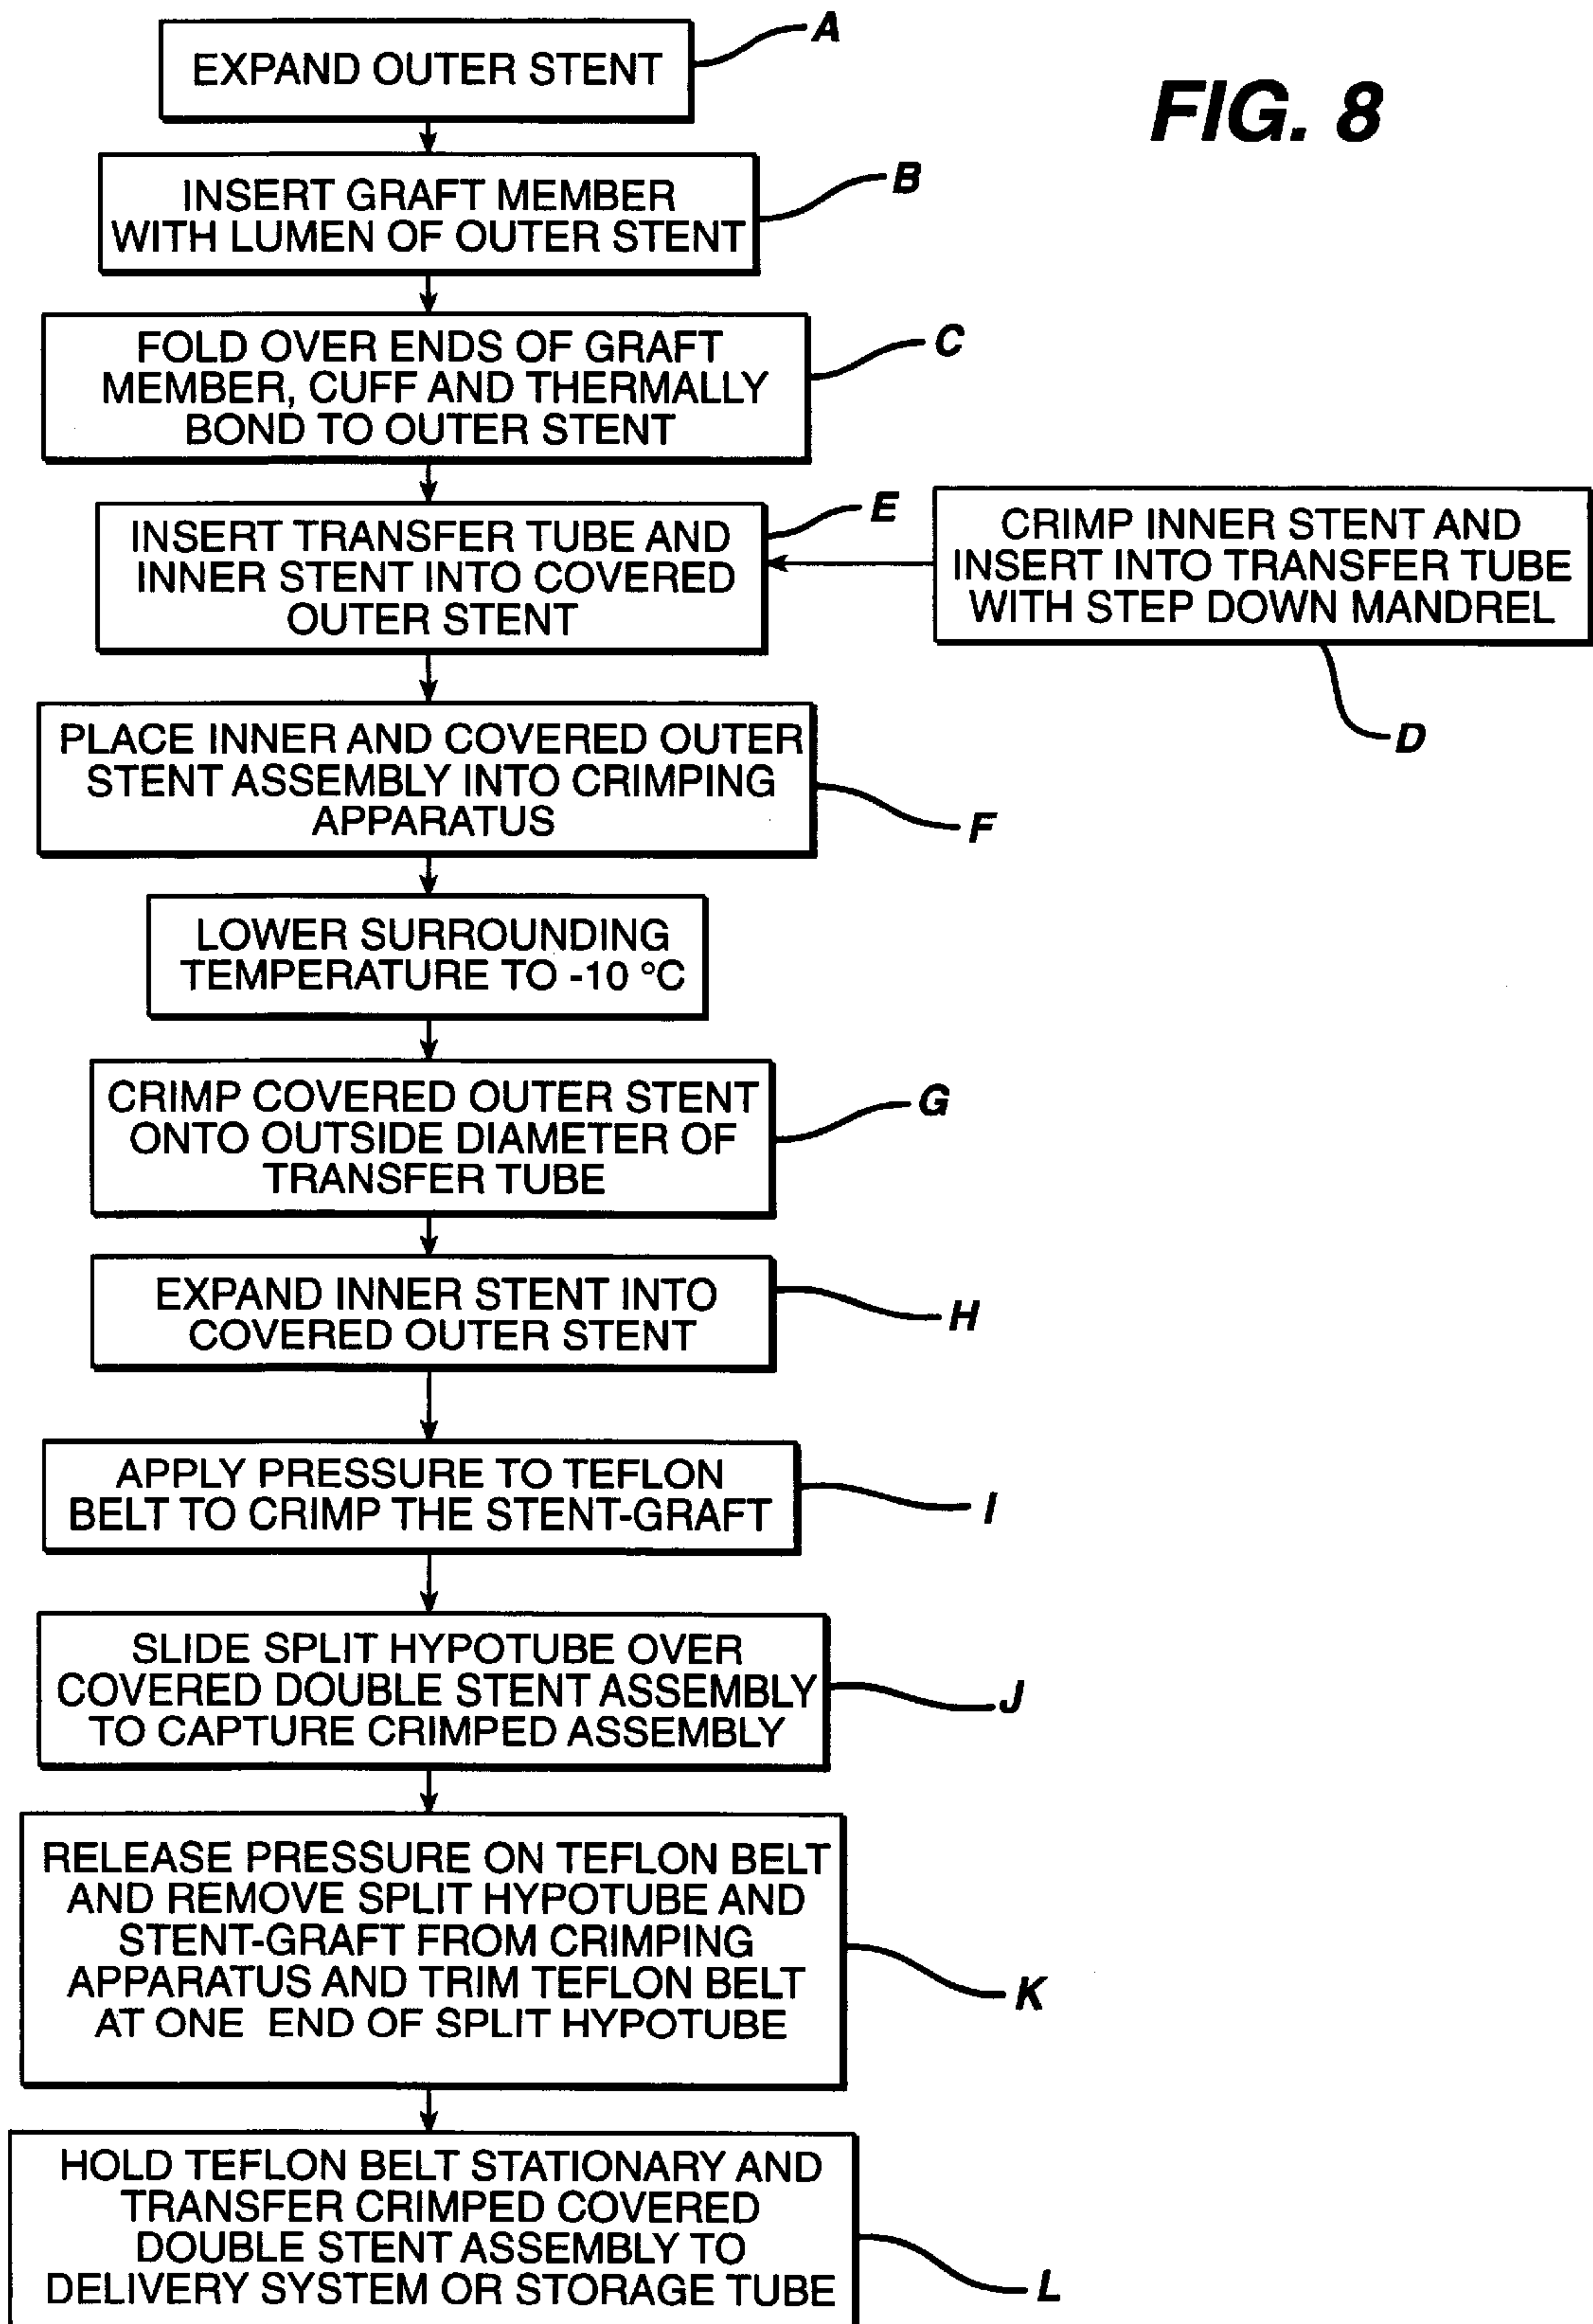 FIG. 8
EXPAND OUTER STENT
A
INSERT GRAFT MEMBER
WITH LUMEN OF OUTER STENT
B
FOLD OVER ENDS OF GRAFT
MEMBER, CUFF AND THERMALLY
BOND TO OUTER STENT
C
INSERT TRANSFER TUBE AND
INNER STENT INTO COVERED
OUTER STENT
E
CRIMP INNER STENT AND
INSERT INTO TRANSFER TUBE
WITH STEP DOWN MANDREL
D
PLACE INNER AND COVERED OUTER
STENT ASSEMBLY INTO CRIMPING
APPARATUS
F
LOWER SURROUNDING
TEMPERATURE TO -10 °C
CRIMP COVERED OUTER STENT
ONTO OUTSIDE DIAMETER OF
TRANSFER TUBE
G
EXPAND INNER STENT INTO
COVERED OUTER STENT
H
APPLY PRESSURE TO TEFLON
BELT TO CRIMP THE STENT-GRAFT
I
SLIDE SPLIT HYPOTUBE OVER
COVERED DOUBLE STENT ASSEMBLY
TO CAPTURE CRIMPED ASSEMBLY
J
RELEASE PRESSURE ON TEFLON BELT
AND REMOVE SPLIT HYPOTUBE AND
STENT-GRAFT FROM CRIMPING
APPARATUS AND TRIM TEFLON BELT
AT ONE END OF SPLIT HYPOTUBE
K
HOLD TEFLON BELT STATIONARY AND
TRANSFER CRIMPED COVERED
DOUBLE STENT ASSEMBLY TO
DELIVERY SYSTEM OR STORAGE TUBE
L